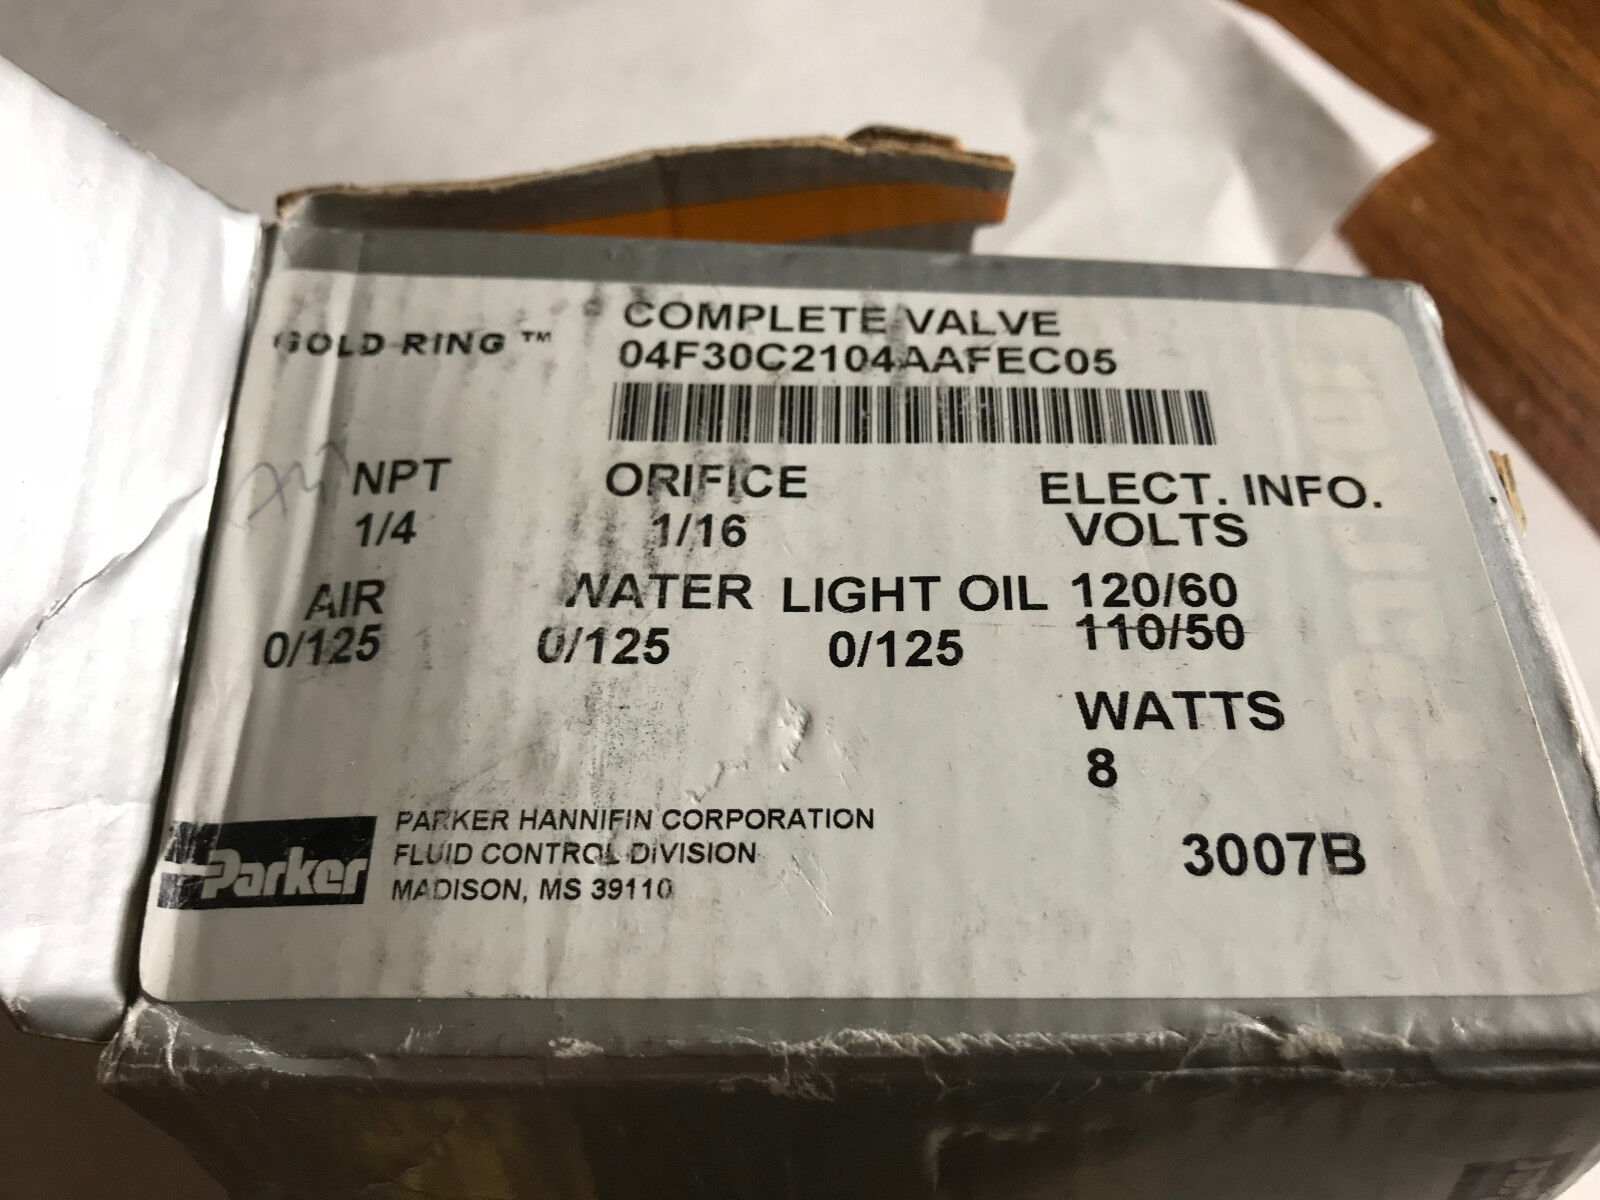 COMPLETE VALVE
GOLD RING ™ 04F30C2104AAFEC05
NPT ORIFICE ELECT. INFO.
1/4 1/16 VOLTS
AIR WATER LIGHT OIL 120/60
0/125 0/125 0/125 110/50
WATTS
8
PARKER HANNIFIN CORPORATION
FLUID CONTROL DIVISION
MADISON, MS 39110
Parker
3007B
Parker